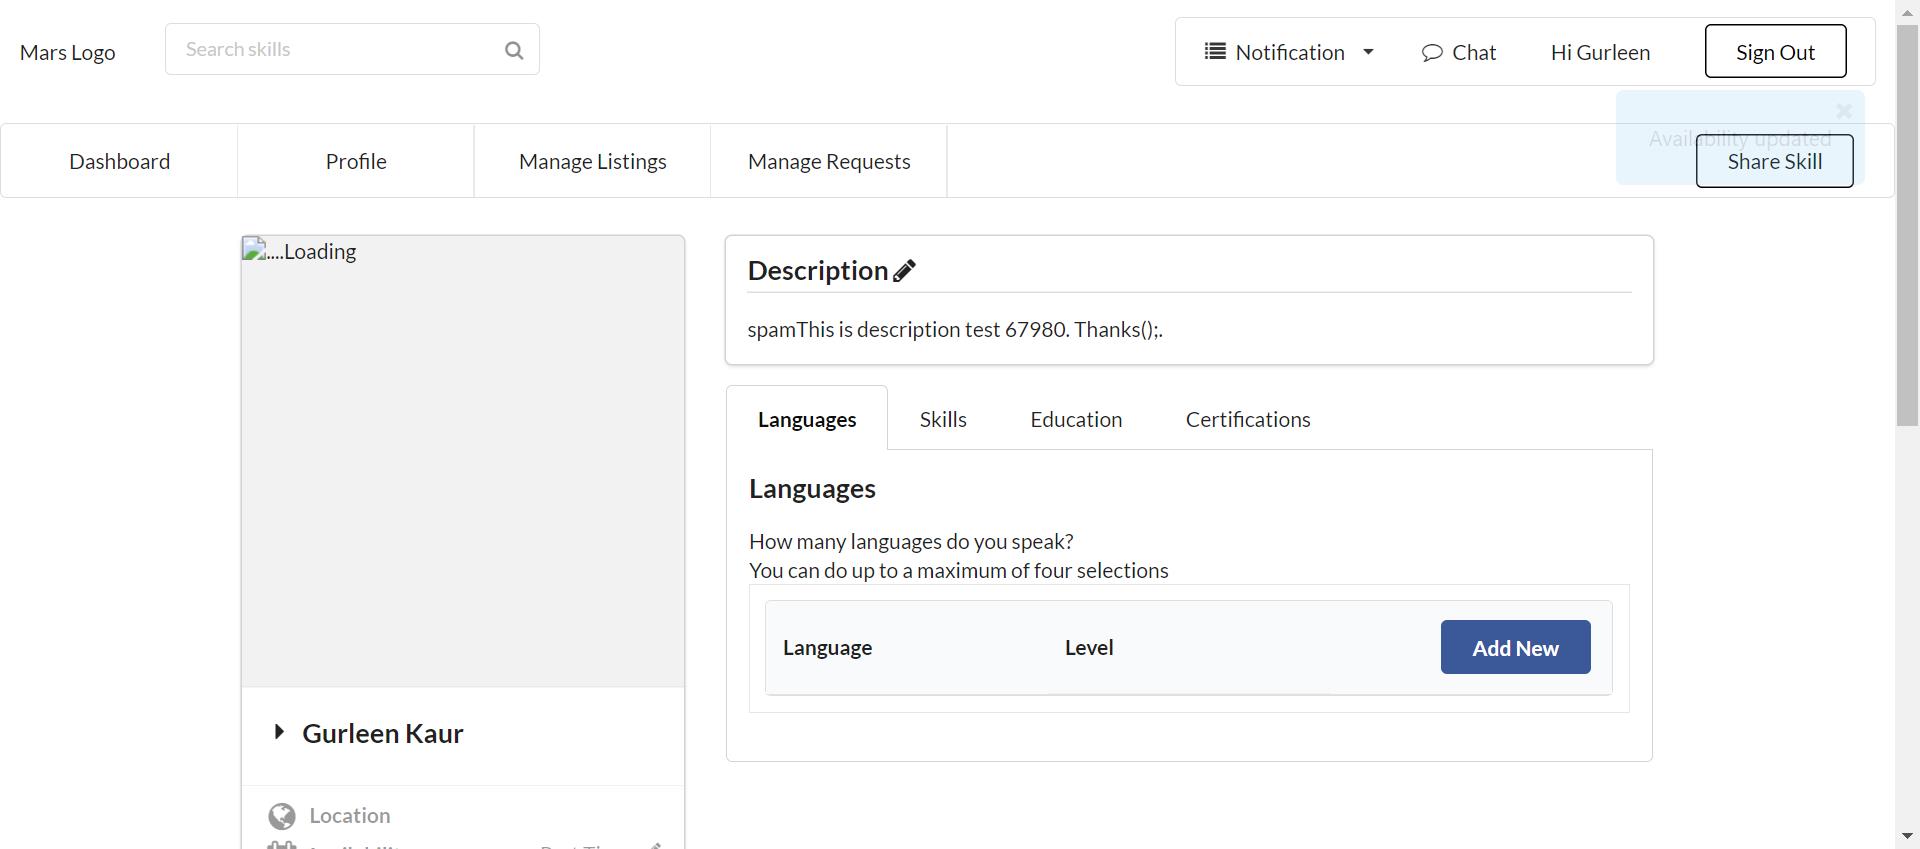 Mars Logo
Search skills
Notification
Chat
Hi Gurleen
Sign Out
Availability updated
Dashboard
Profile
Manage Listings
Manage Requests
Share Skill
....Loading
Description
spamThis is description test 67980. Thanks();.
Languages
Skills
Education
Certifications
Languages
How many languages do you speak?
You can do up to a maximum of four selections
Language
Level
Add New
Gurleen Kaur
Location